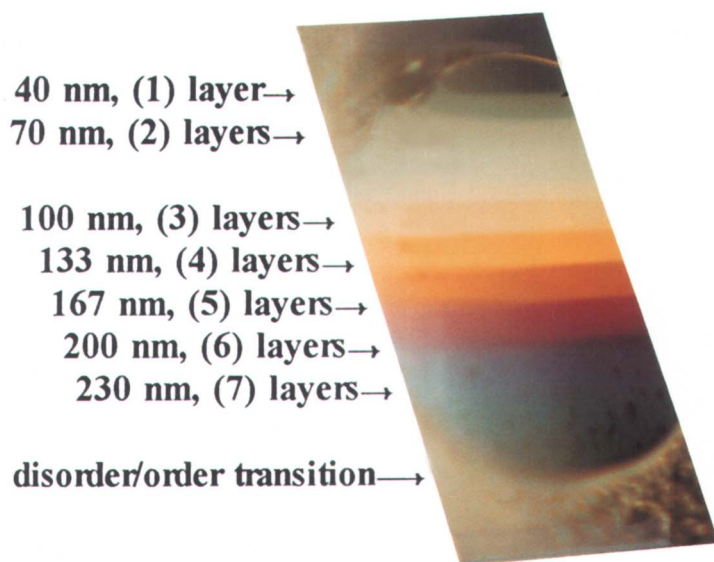 40 nm, (1) layer→
70 nm, (2) layers→
100 nm, (3) layers→
133 nm, (4) layers→
167 nm, (5) layers→
200 nm, (6) layers→
230 nm, (7) layers→
disorder/order transition→